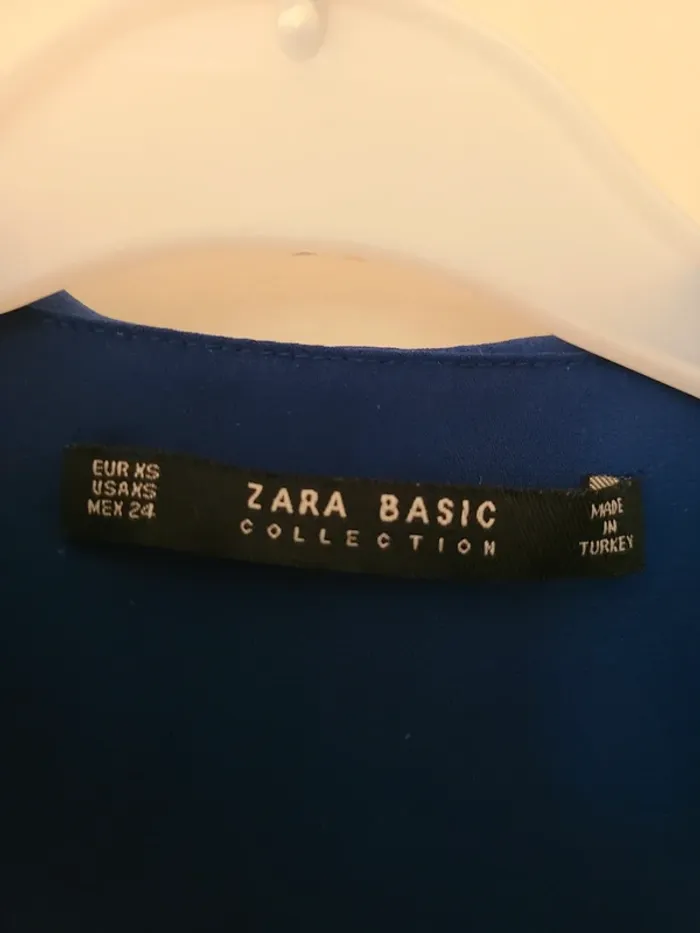 EUR XS
USA XS
MEX 24
ZARA BASIC
COLLECTION
MADE
IN
TURKEY